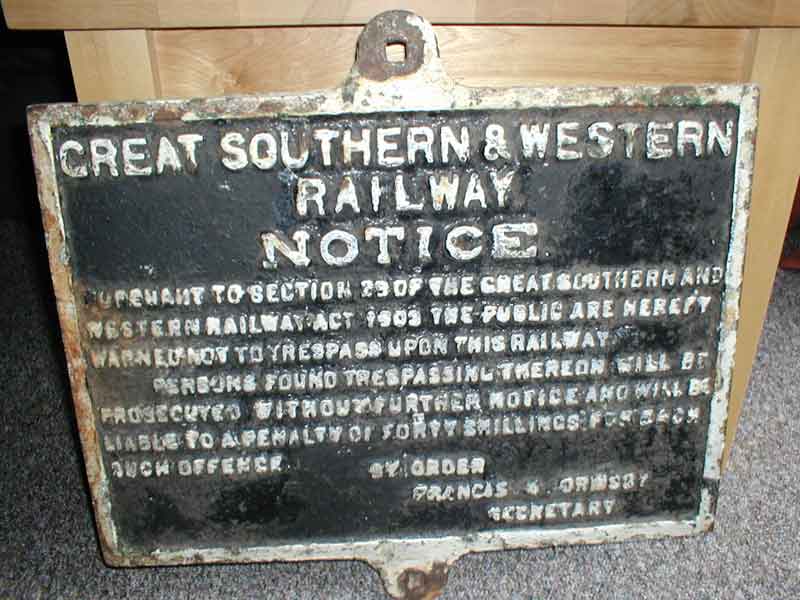 GREAT SOUTHERN & WESTERN
RAILWAY
NOTICE
PURSUANT TO SECTION 23 OF THE GREAT SOUTHERN AND
WESTERN RAILWAY ACT 1903 THE PUBLIC ARE HEREBY
WARNED NOT TO TRESPASS UPON THIS RAILWAY
PERSONS FOUND TRESPASSING THEREON WILL BE
PROSECUTED WITHOUT FURTHER NOTICE AND WILL BE
LIABLE TO A PENALTY OF FORTY SHILLINGS FOR EACH
SUCH OFFENCE BY ORDER
FRANCIS ORMSBY
SECRETARY